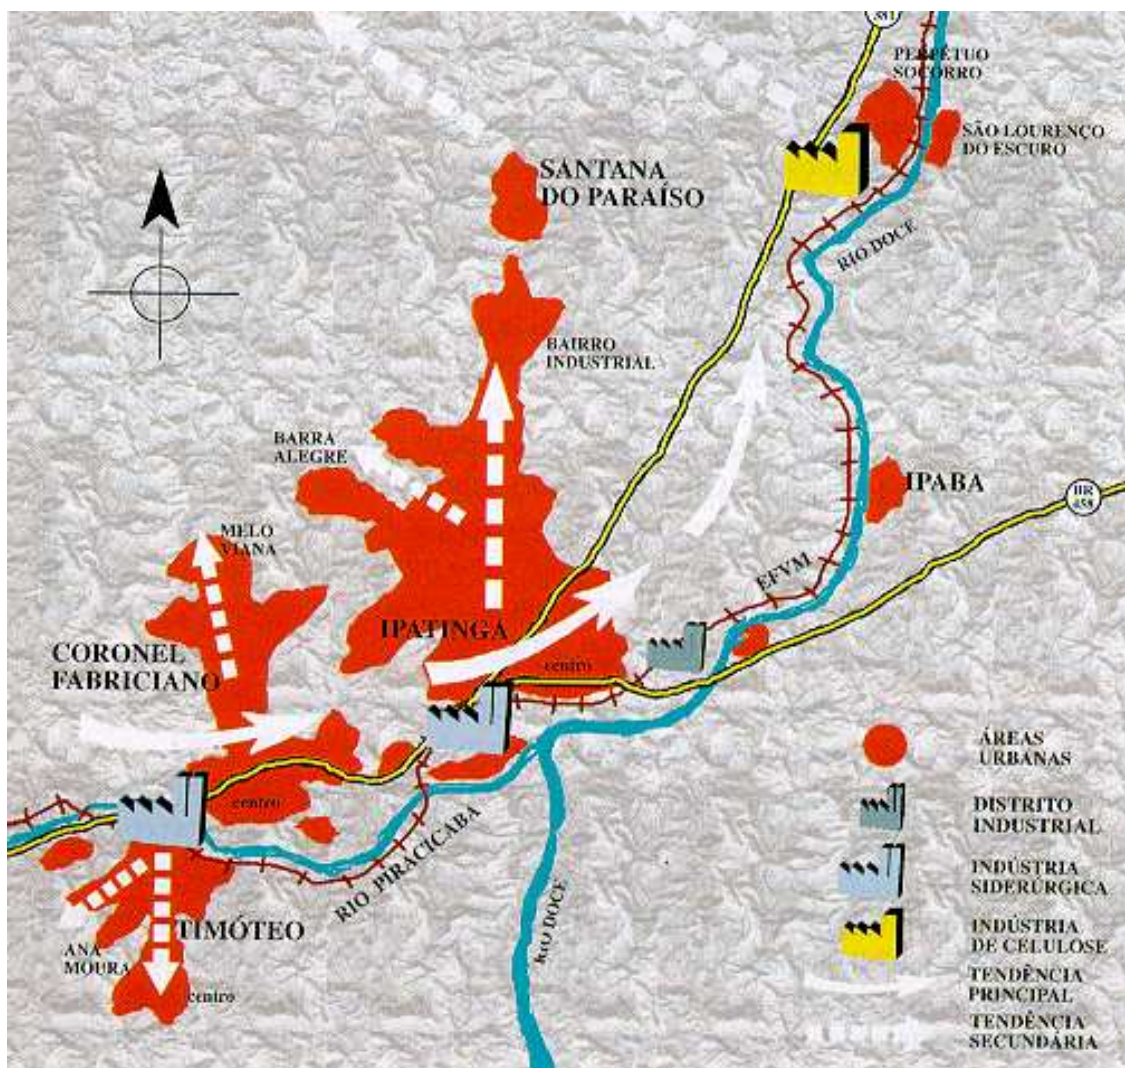 381
PERPÉTUO
SOCORRO
SÃO LOURENÇO
DO ESCURO
SANTANA
DO PARAÍSO
RIO DOCE
BAIRRO
INDUSTRIAL
BARRA
ALEGRE
IPABA
BR
458
MELO
VIANA
EFVM
IPATINGA
centro
CORONEL
FABRICIANO
centro
RIO PIRACICABA
RIO DOCE
TIMÓTEO
ANA
MOURA
centro
ÁREAS
URBANAS
DISTRITO
INDUSTRIAL
INDÚSTRIA
SIDERÚRGICA
INDÚSTRIA
DE CELULOSE
TENDÊNCIA
PRINCIPAL
TENDÊNCIA
SECUNDÁRIA